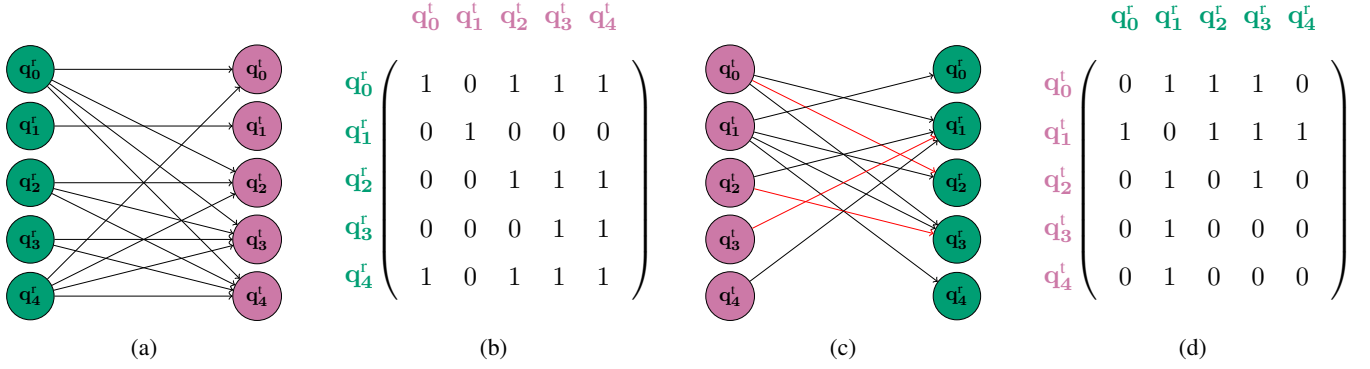 q₀ᵗ q₁ᵗ q₂ᵗ q₃ᵗ q₄ᵗ
q₀ʳ q₁ʳ q₂ʳ q₃ʳ q₄ʳ
q₀ʳ q₀ᵗ
q₁ʳ q₁ᵗ
q₂ʳ q₂ᵗ
q₃ʳ q₃ᵗ
q₄ʳ q₄ᵗ
(a)
q₀ʳ 1 0 1 1 1
q₁ʳ 0 1 0 0 0
q₂ʳ 0 0 1 1 1
q₃ʳ 0 0 0 1 1
q₄ʳ 1 0 1 1 1
(b)
q₀ᵗ q₀ʳ
q₁ᵗ q₁ʳ
q₂ᵗ q₂ʳ
q₃ᵗ q₃ʳ
q₄ᵗ q₄ʳ
(c)
q₀ᵗ 0 1 1 1 0
q₁ᵗ 1 0 1 1 1
q₂ᵗ 0 1 0 1 0
q₃ᵗ 0 1 0 0 0
q₄ᵗ 0 1 0 0 0
(d)